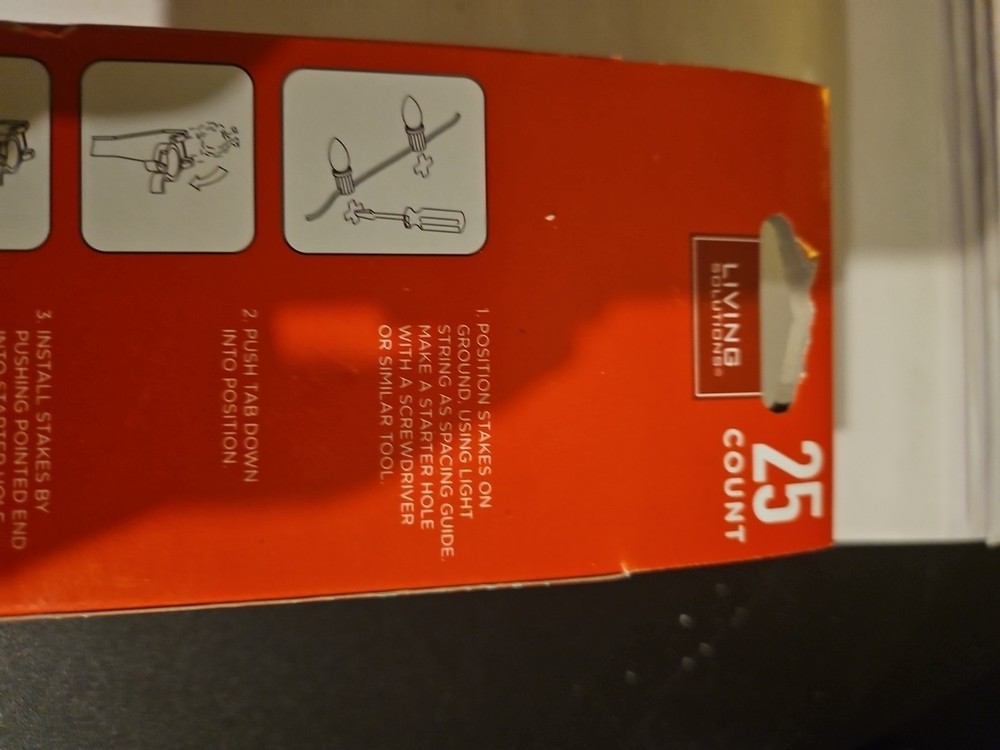 LIVING
SOLUTIONS®
25
COUNT
1. POSITION STAKES ON
GROUND, USING LIGHT
STRING AS SPACING GUIDE.
MAKE A STARTER HOLE
WITH A SCREWDRIVER
OR SIMILAR TOOL.
2. PUSH TAB DOWN
INTO POSITION.
3. INSTALL STAKES BY
PUSHING POINTED END